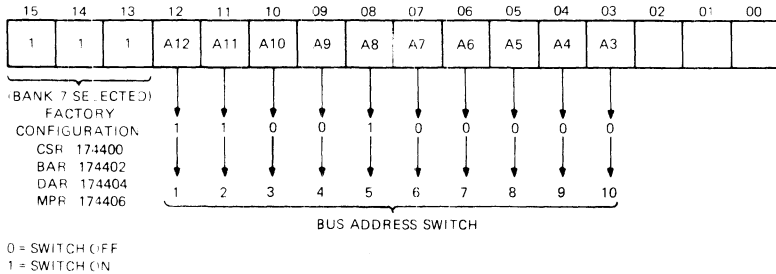 15 14 13 12 11 10 09 08 07 06 05 04 03 02 01 00
1 1 1 A12 A11 A10 A9 A8 A7 A6 A5 A4 A3
(BANK 7 SELECTED)
FACTORY
CONFIGURATION 1 1 0 0 1 0 0 0 0 0
CSR 174400
BAR 174402
DAR 174404
MPR 174406
1 2 3 4 5 6 7 8 9 10
BUS ADDRESS SWITCH
0 = SWITCH OFF
1 = SWITCH ON